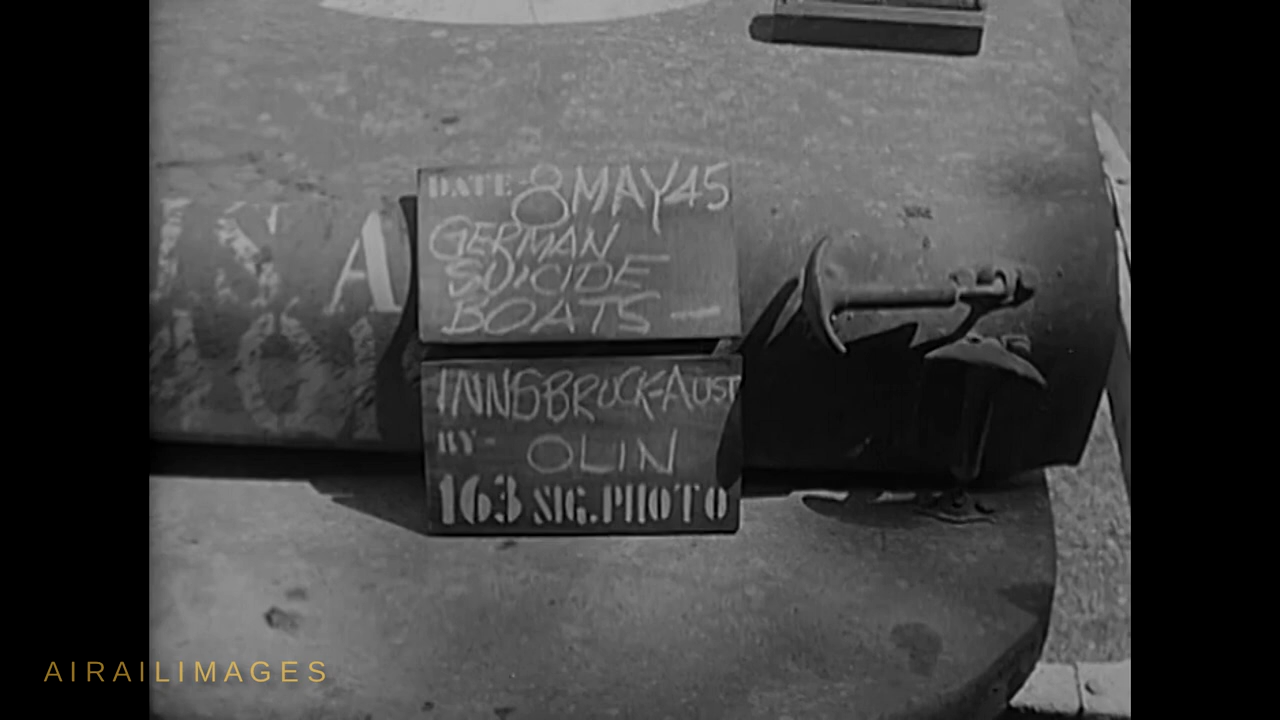 DATE- 8 MAY 45
GERMAN
SUICIDE
BOATS —
INNSBRUCK-AUST
BY- OLIN
163 SIG. PHOTO
AIRAILIMAGES